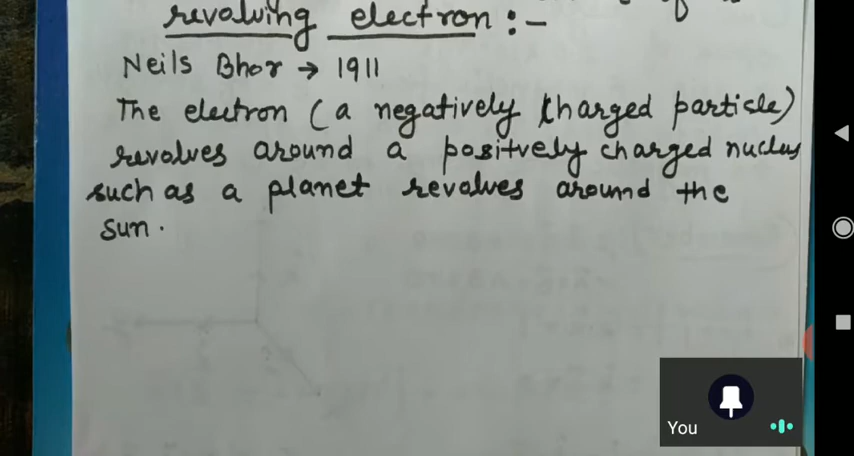 revolving electron :-
Neils Bhor → 1911
The electron (a negatively charged particle)
revolves around a positvely charged nucleus
such as a planet revolves around the
sun.
You